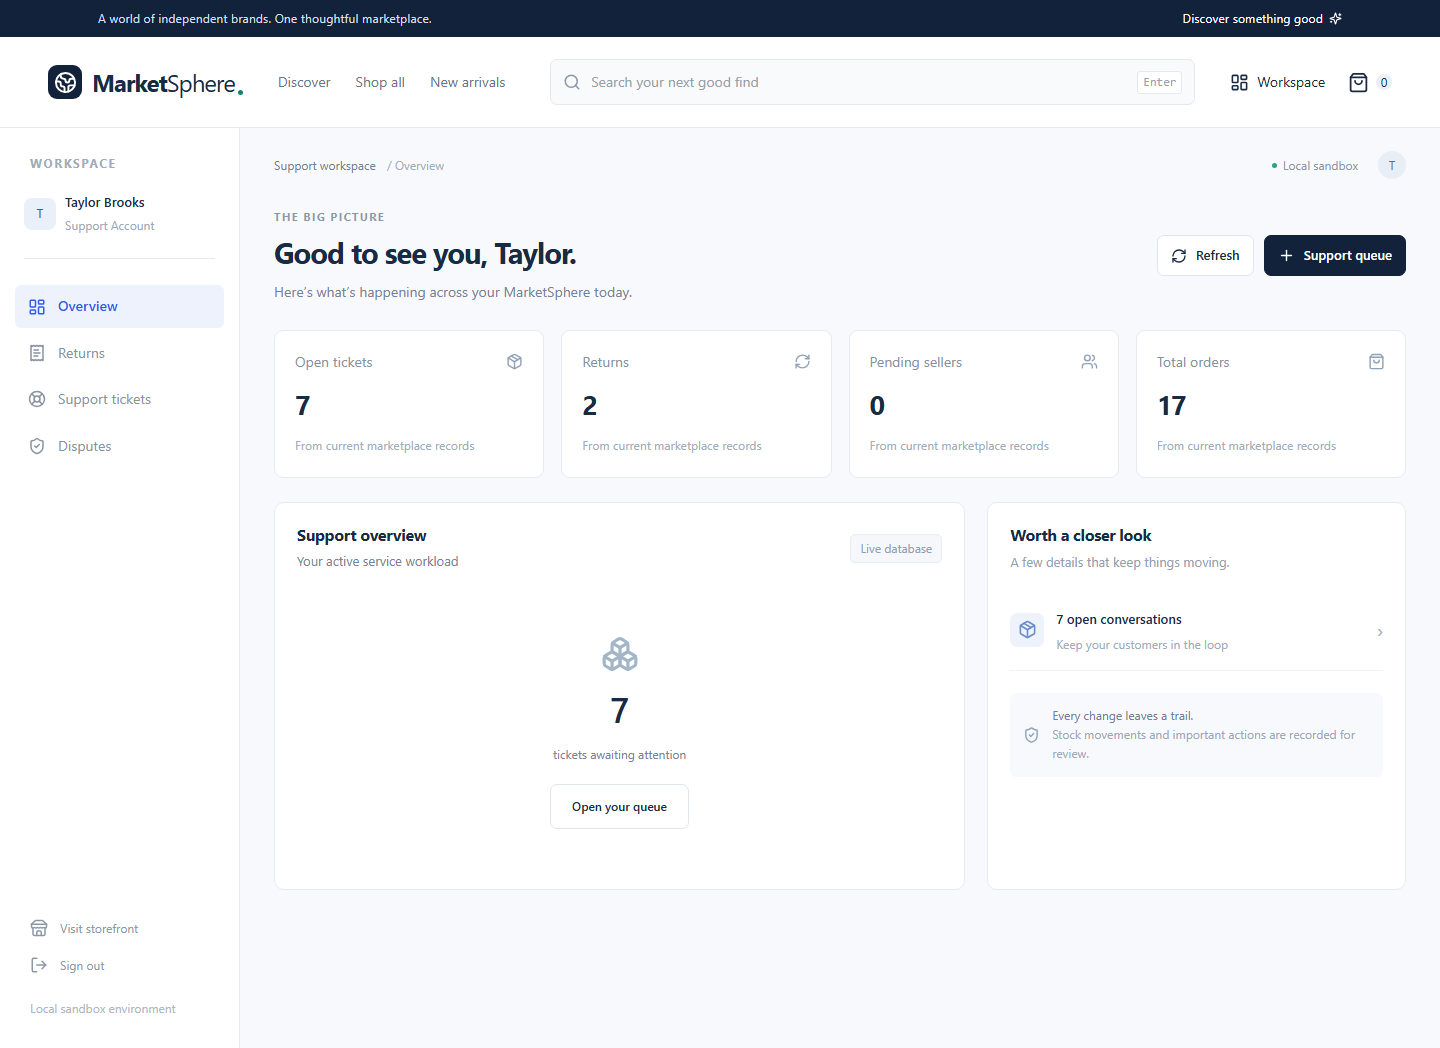 A world of independent brands. One thoughtful marketplace.
Discover something good
MarketSphere.
Discover
Shop all
New arrivals
Search your next good find
Enter
Workspace
0
WORKSPACE
T
Taylor Brooks
Support Account
Overview
Returns
Support tickets
Disputes
Visit storefront
Sign out
Local sandbox environment
Support workspace / Overview
Local sandbox
T
THE BIG PICTURE
Good to see you, Taylor.
Here's what's happening across your MarketSphere today.
Refresh
Support queue
Open tickets
7
From current marketplace records
Returns
2
From current marketplace records
Pending sellers
0
From current marketplace records
Total orders
17
From current marketplace records
Support overview
Your active service workload
Live database
7
tickets awaiting attention
Open your queue
Worth a closer look
A few details that keep things moving.
7 open conversations
Keep your customers in the loop
Every change leaves a trail.
Stock movements and important actions are recorded for
review.